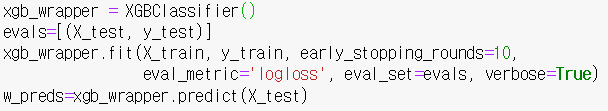 xgb_wrapper = XGBClassifier()
evals=[(X_test, y_test)]
xgb_wrapper.fit(X_train, y_train, early_stopping_rounds=10,
                eval_metric='logloss', eval_set=evals, verbose=True)
w_preds=xgb_wrapper.predict(X_test)